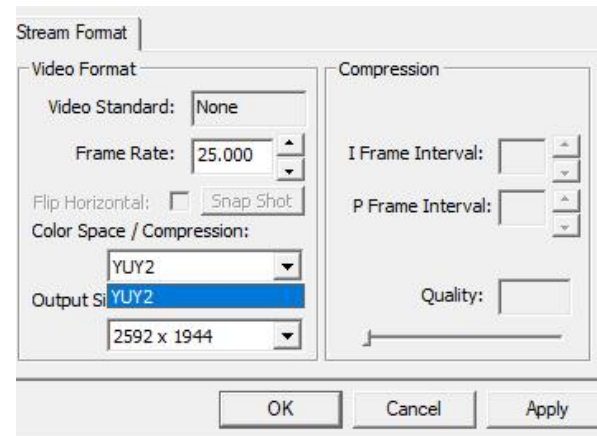 Stream Format
Video Format
Video Standard: None
Frame Rate: 25.000
Flip Horizontal: Snap Shot
Color Space / Compression:
YUY2
YUY2
Output Si
2592 x 1944
Compression
I Frame Interval:
P Frame Interval:
Quality:
OK Cancel Apply